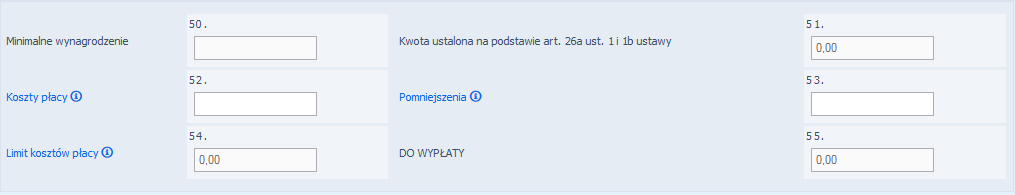 50.
51.
Minimalne wynagrodzenie
Kwota ustalona na podstawie art. 26a ust. 1 i 1b ustawy
0,00
52.
53.
Koszty płacy
Pomniejszenia
54.
55.
Limit kosztów płacy
0,00
DO WYPŁATY
0,00